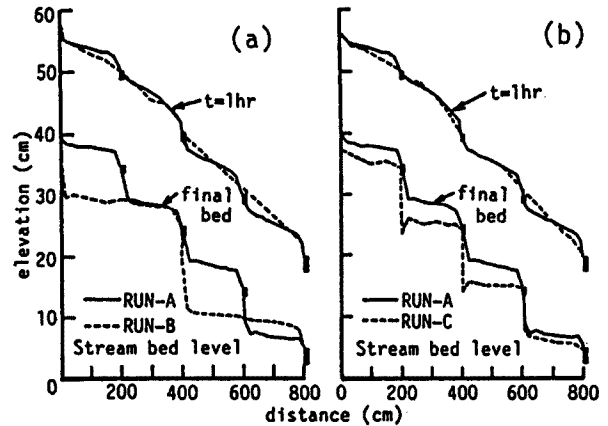 60
50
40
30
20
10
0
elevation (cm)
(a)
t=1hr
final
bed
RUN-A
RUN-B
Stream bed level
200
400
600
800
(b)
t=1hr
final
bed
RUN-A
RUN-C
Stream bed level
0
200
400
600
800
distance (cm)